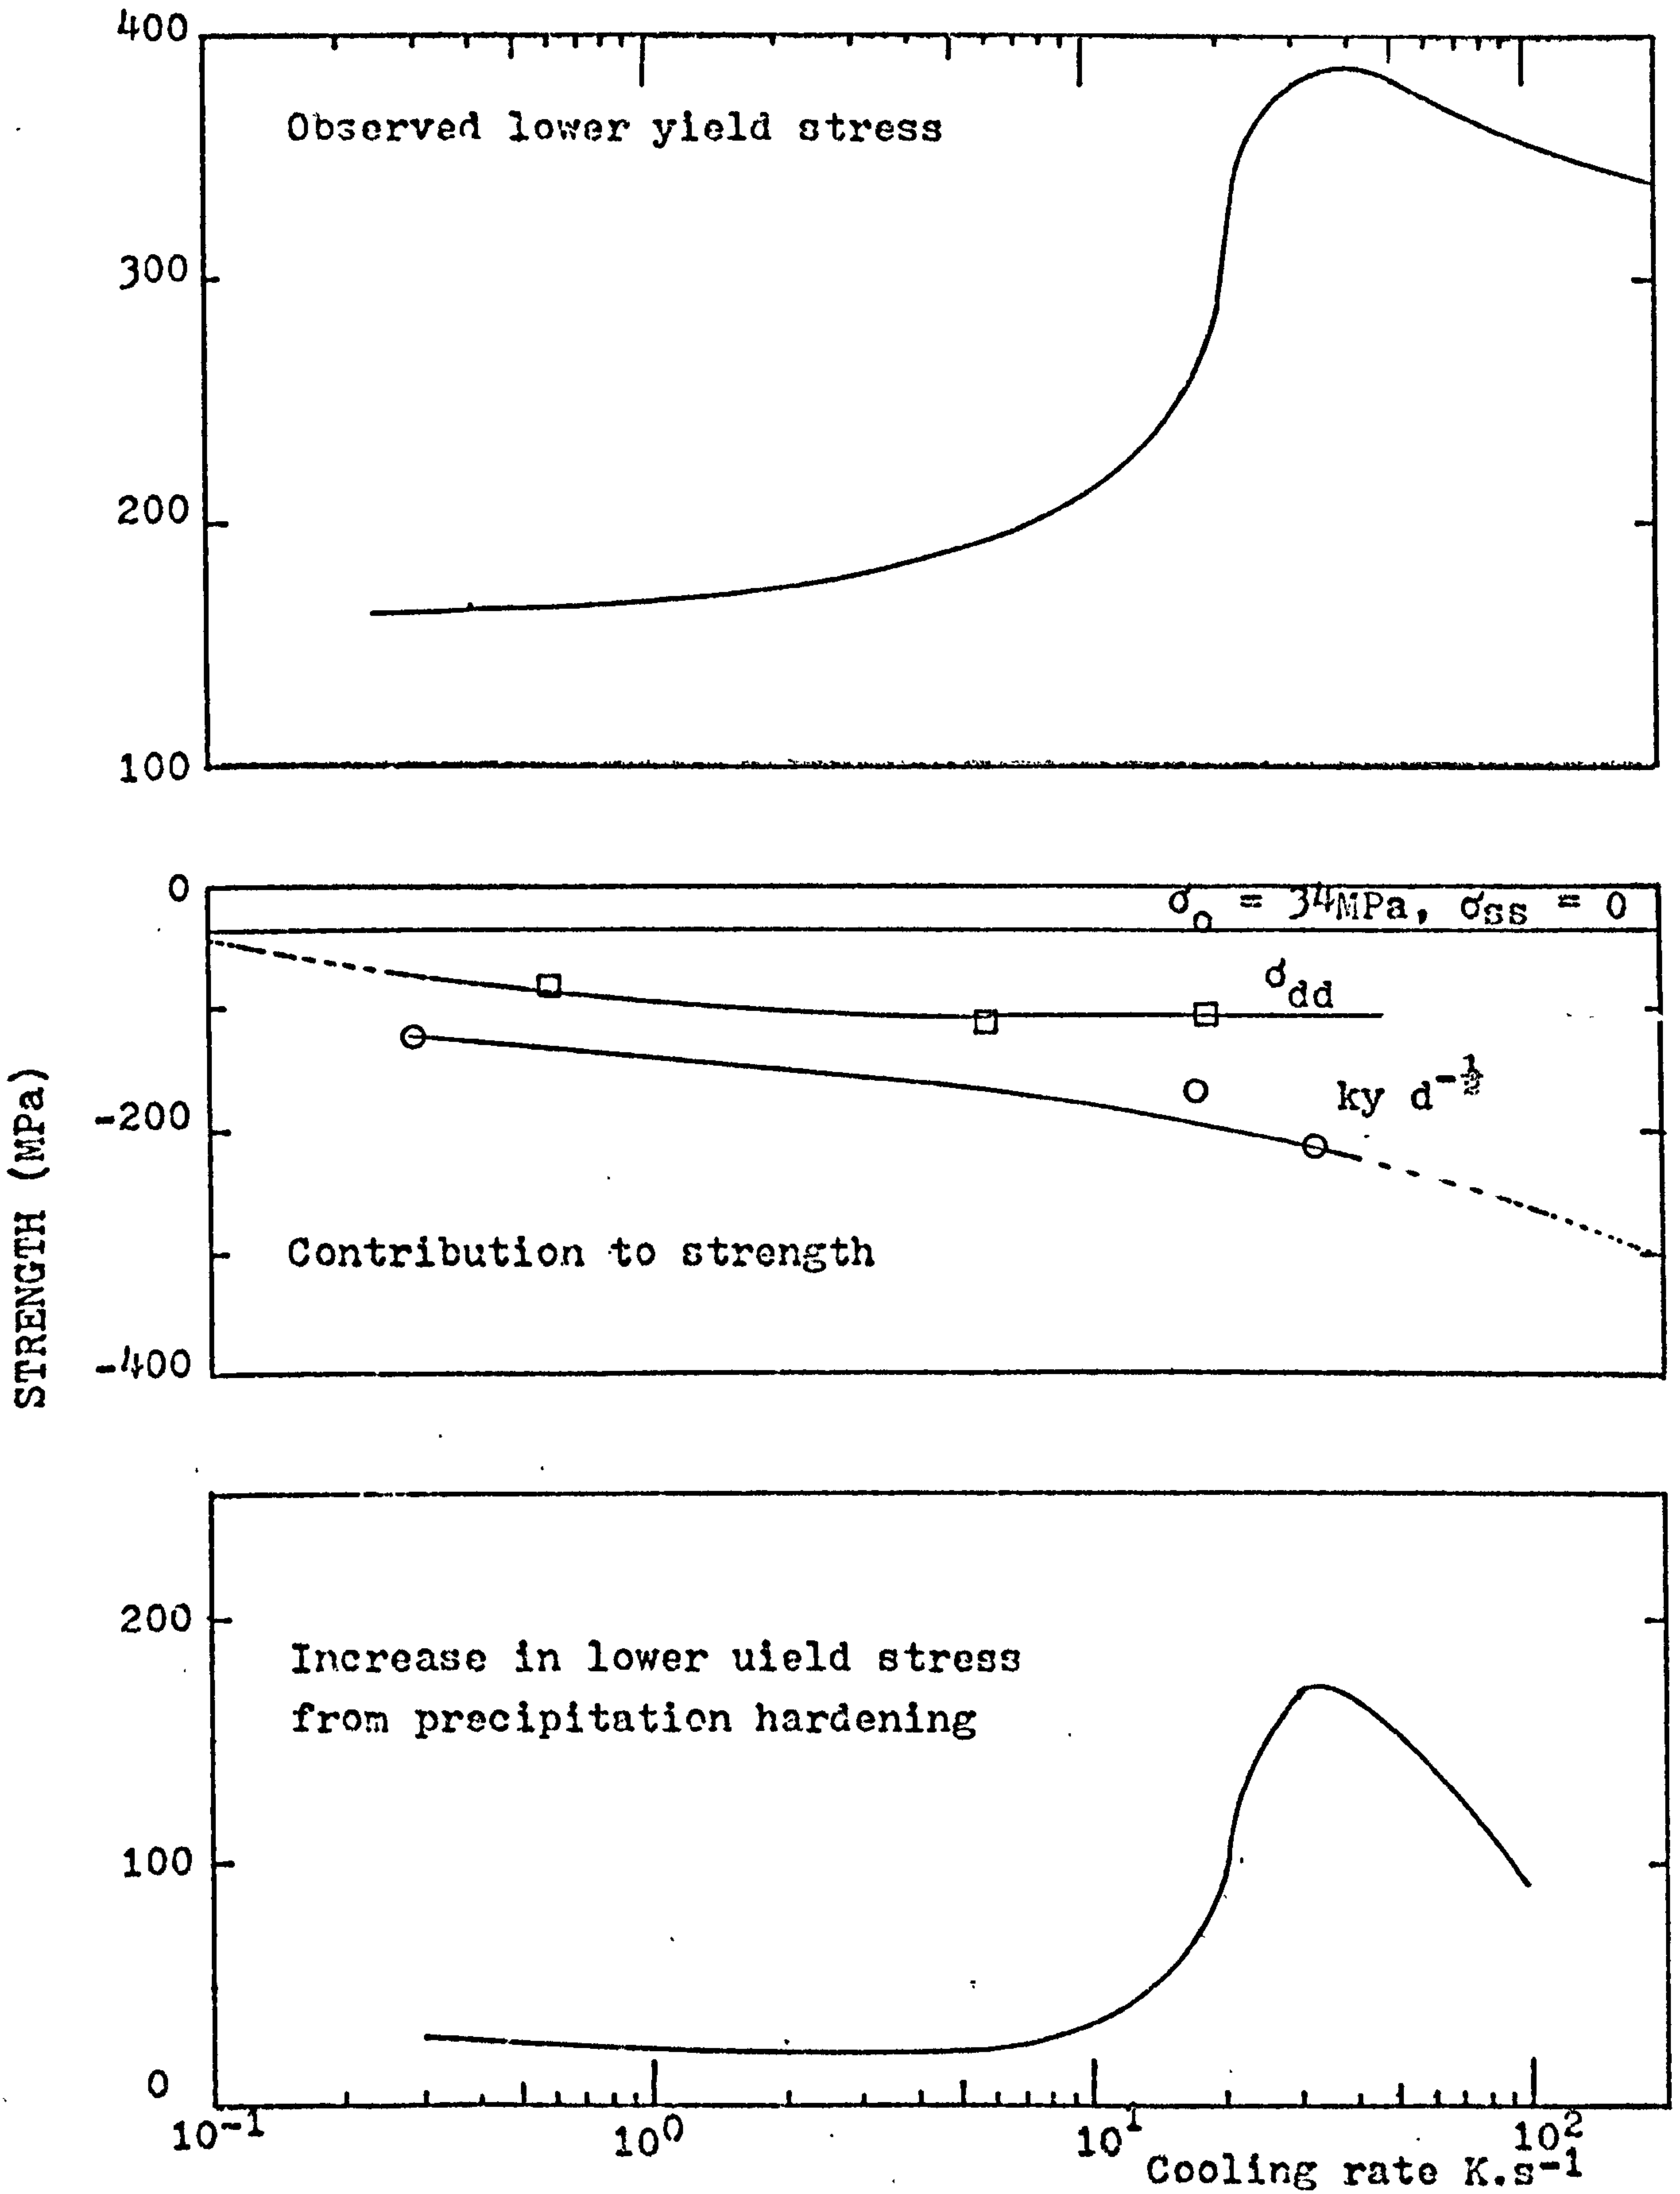 400
Observed lower yield stress
300
200
100
0
σo = 34MPa, σss = 0
σdd
ky d-½
-200
Contribution to strength
-400
STRENGTH (MPa)
200
Increase in lower uield stress
from precipitation hardening
100
0
10-1 100 101 102
Cooling rate K.s-1